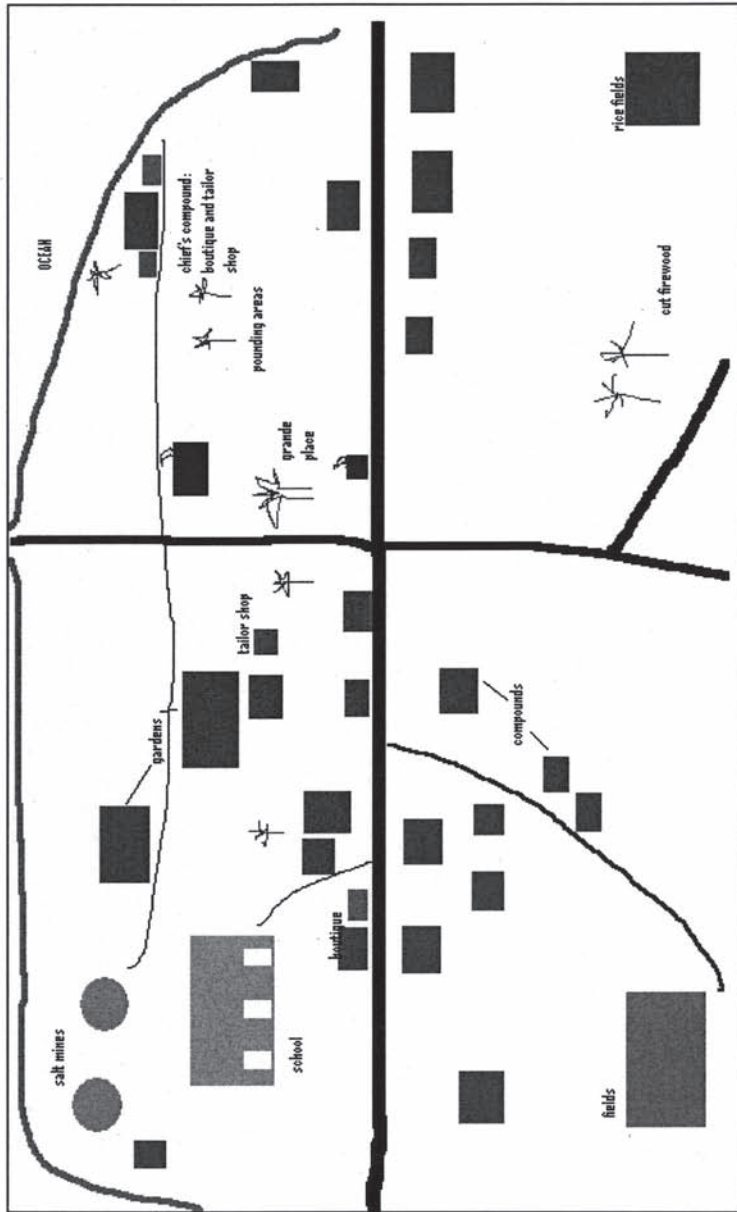 OCEAN
salt mines
gardens
chief's compound:
boutique and tailor
shop
tailor shop
pounding areas
grande
place
school
boutique
compounds
fields
rice fields
cut firewood